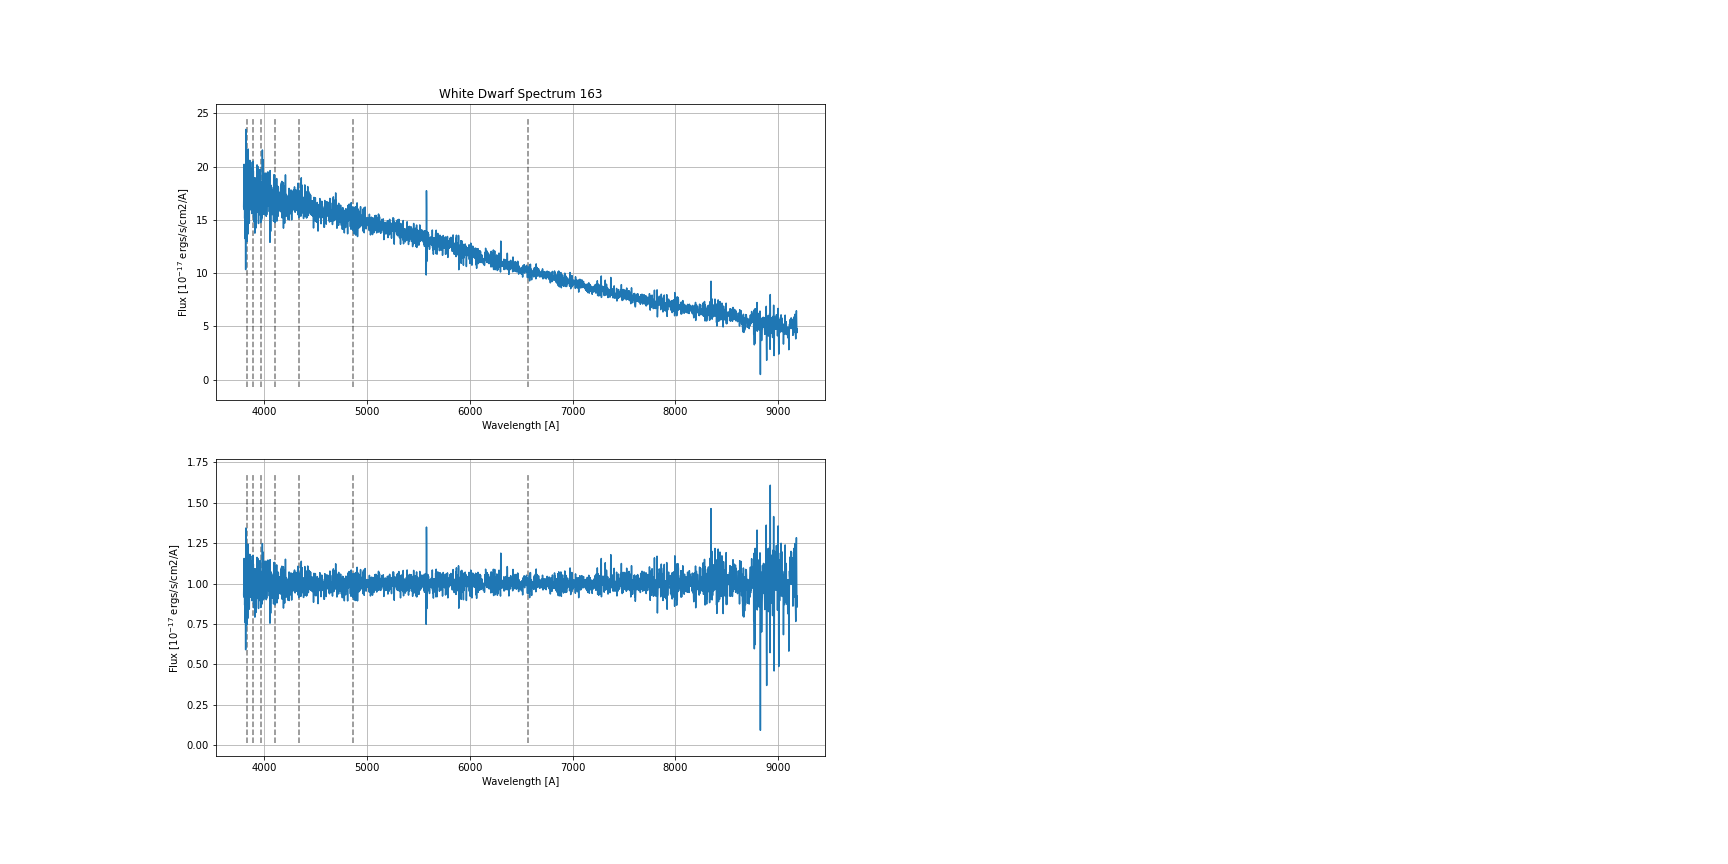 White Dwarf Spectrum 163
25
20
15
10
5
0
Flux [10⁻¹⁷ ergs/s/cm2/A]
4000 5000 6000 7000 8000 9000
Wavelength [A]
1.75
1.50
1.25
1.00
0.75
0.50
0.25
0.00
Flux [10⁻¹⁷ ergs/s/cm2/A]
4000 5000 6000 7000 8000 9000
Wavelength [A]